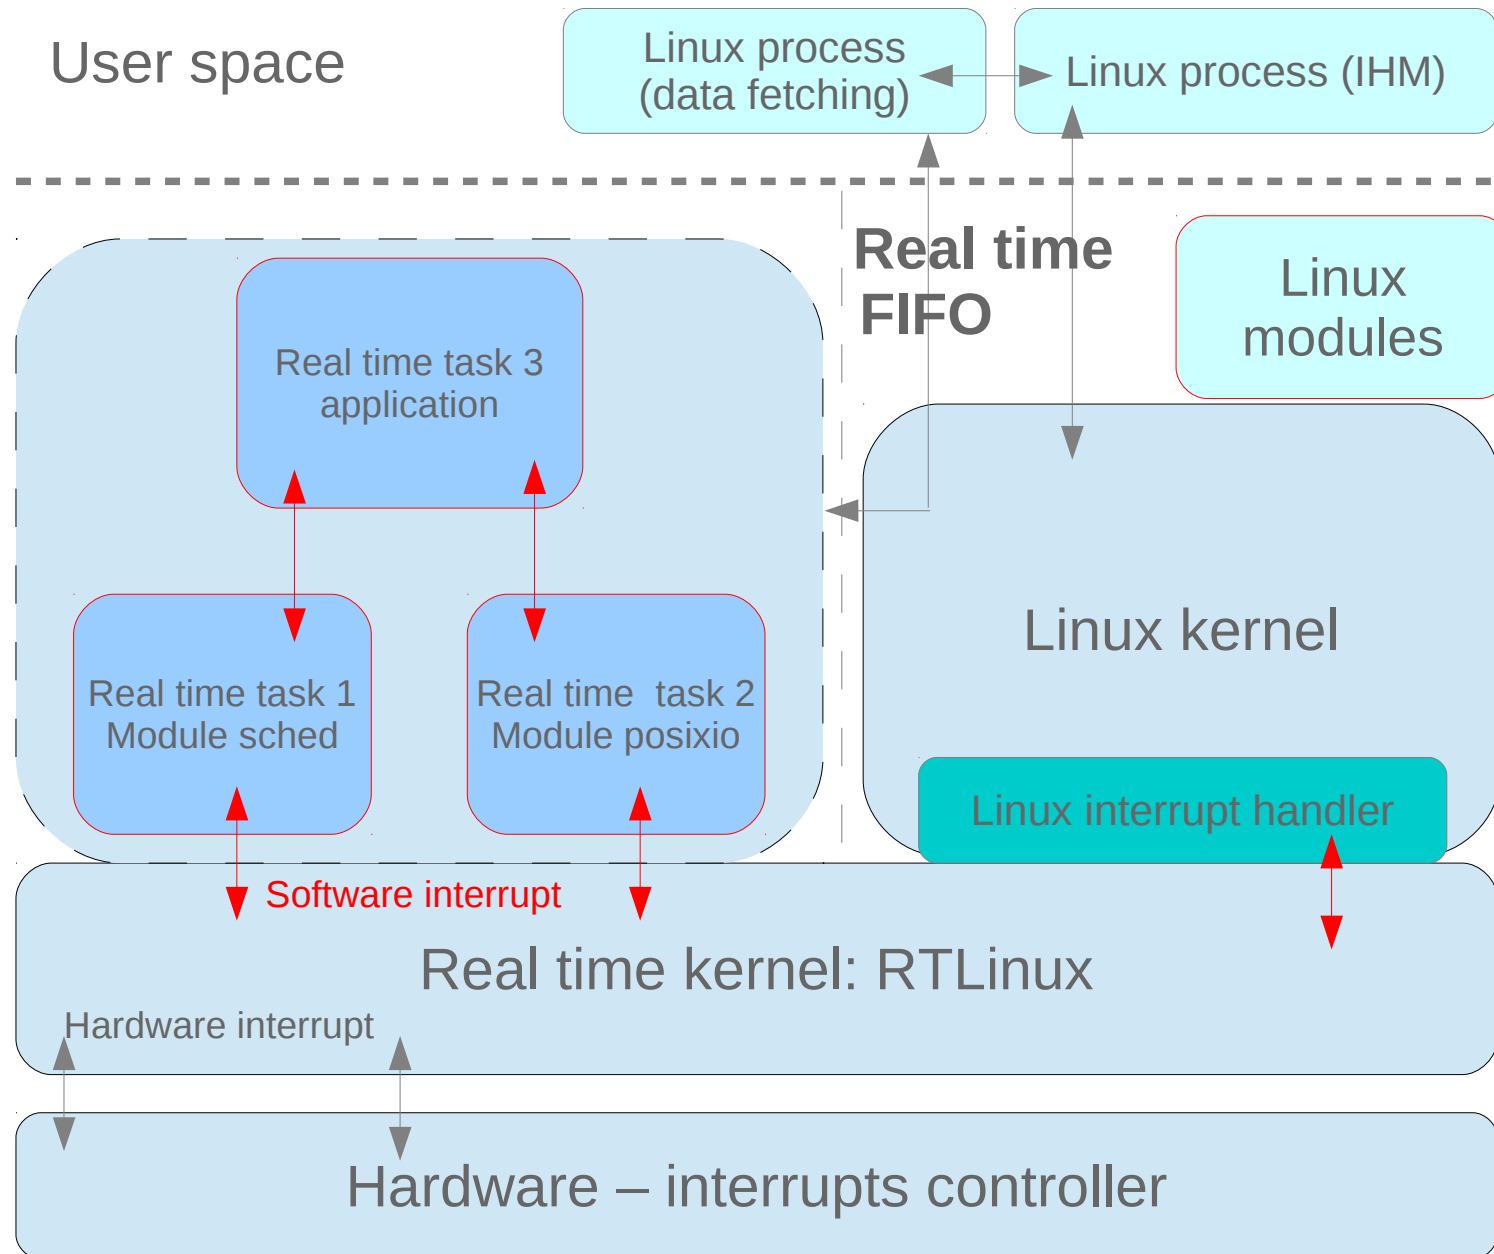 User space
Linux process
(data fetching)
Linux process (IHM)
Real time
FIFO
Linux
modules
Real time task 3
application
Linux kernel
Real time task 1
Module sched
Real time  task 2
Module posixio
Linux interrupt handler
Software interrupt
Real time kernel: RTLinux
Hardware interrupt
Hardware – interrupts controller